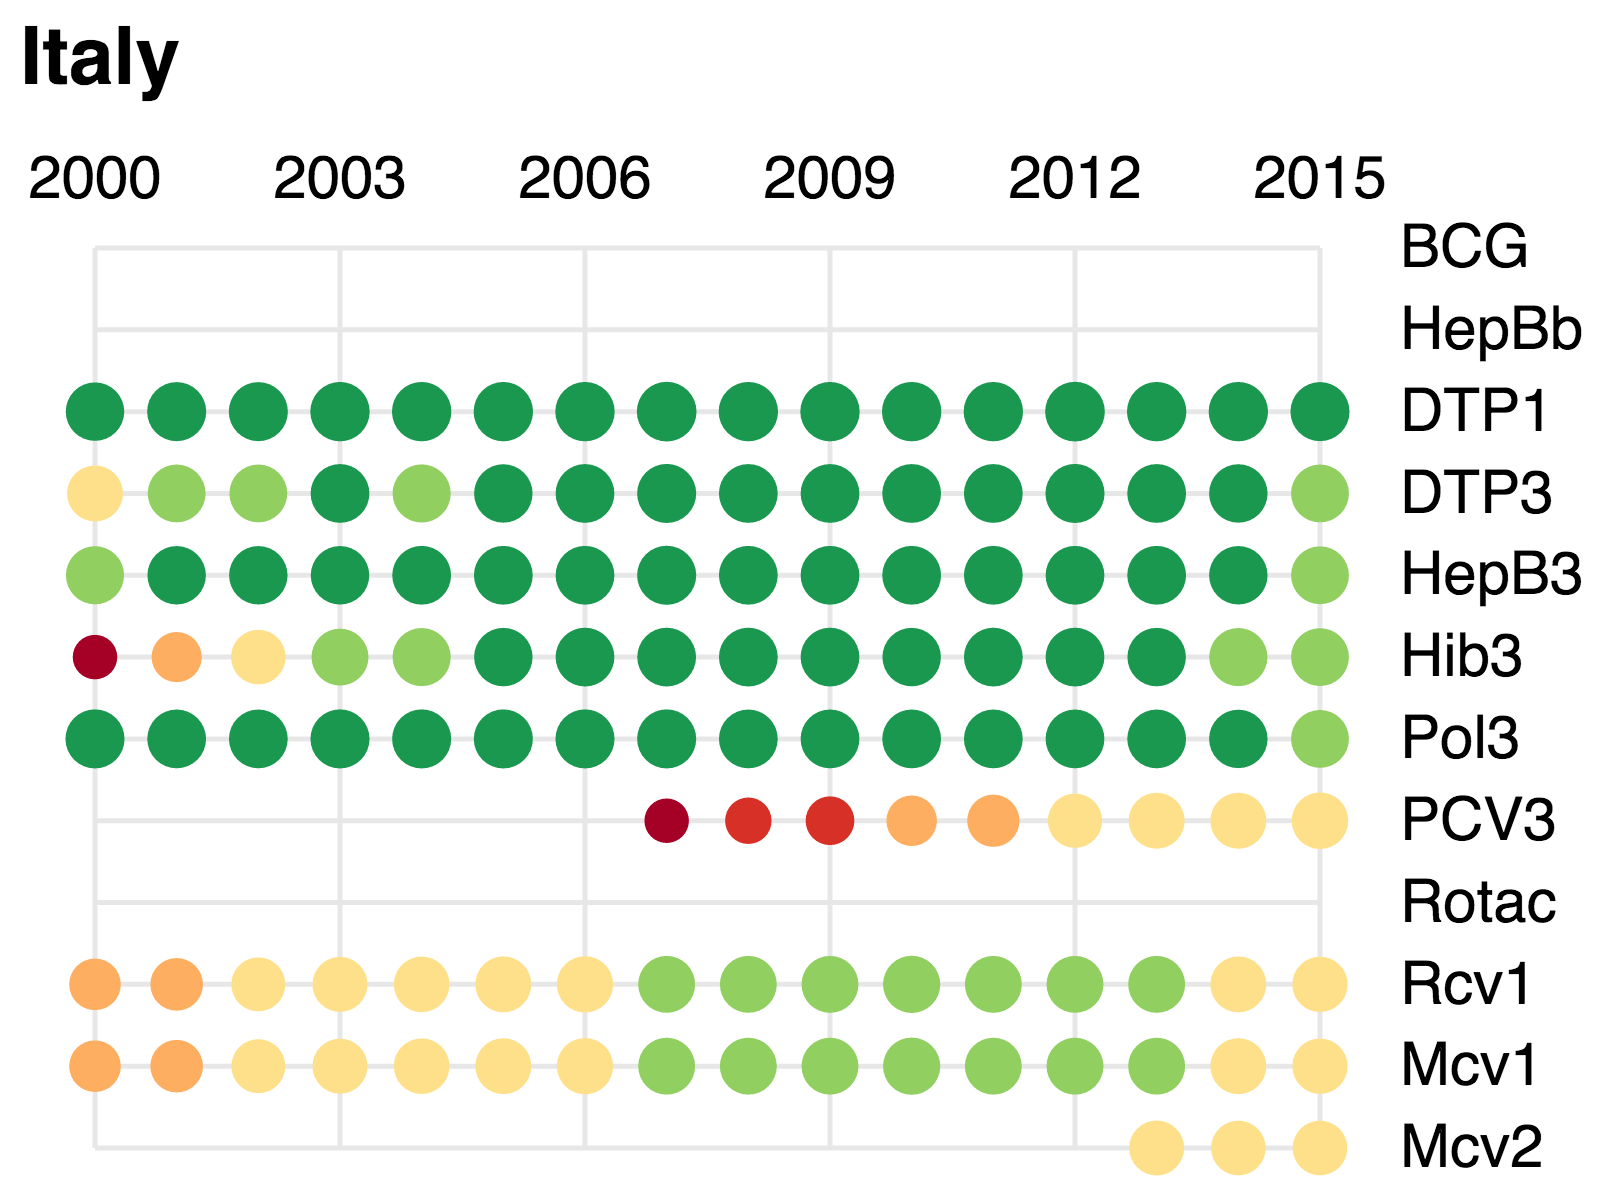 Italy
2000 2003 2006 2009 2012 2015
BCG
HepBb
DTP1
DTP3
HepB3
Hib3
Pol3
PCV3
Rotac
Rcv1
Mcv1
Mcv2